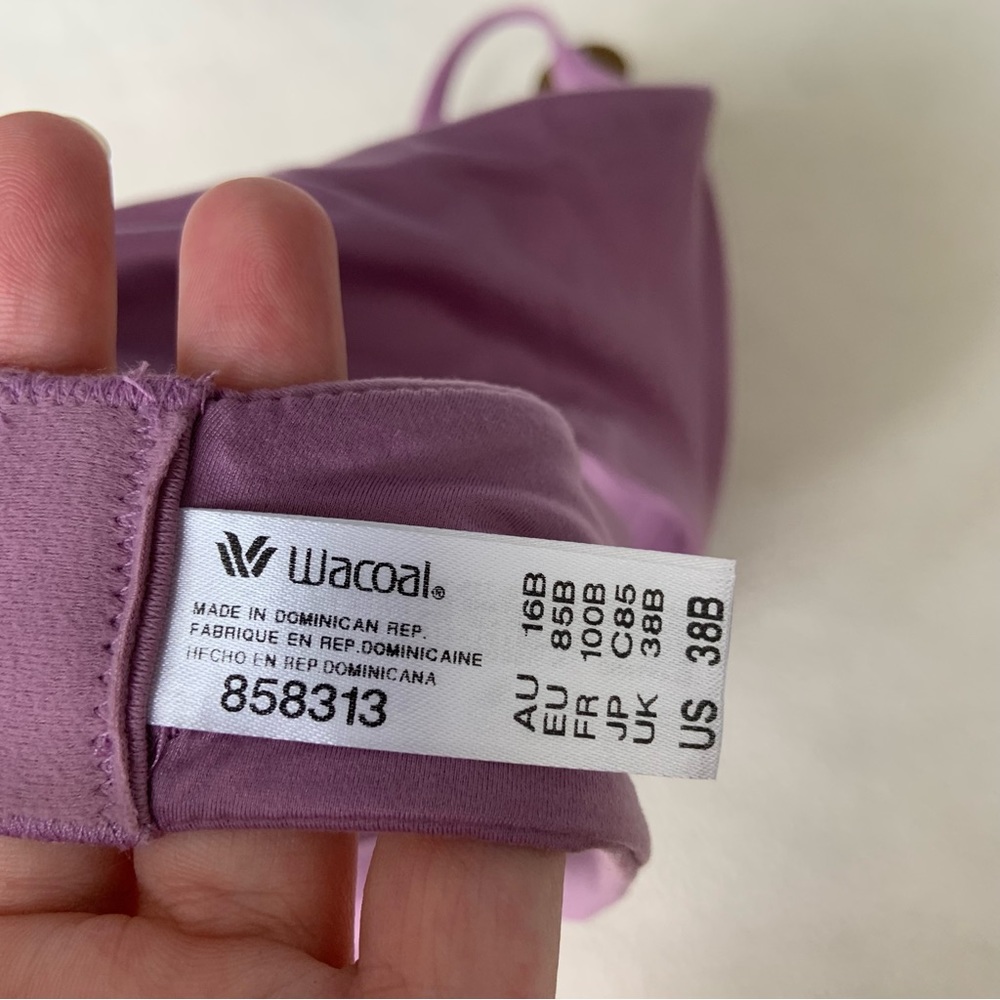 Wacoal®
MADE IN DOMINICAN REP.
FABRIQUE EN REP.DOMINICAINE
HECHO EN REP.DOMINICANA
858313
AU 16B
EU 85B
FR 100B
JP C85
UK 38B
US 38B